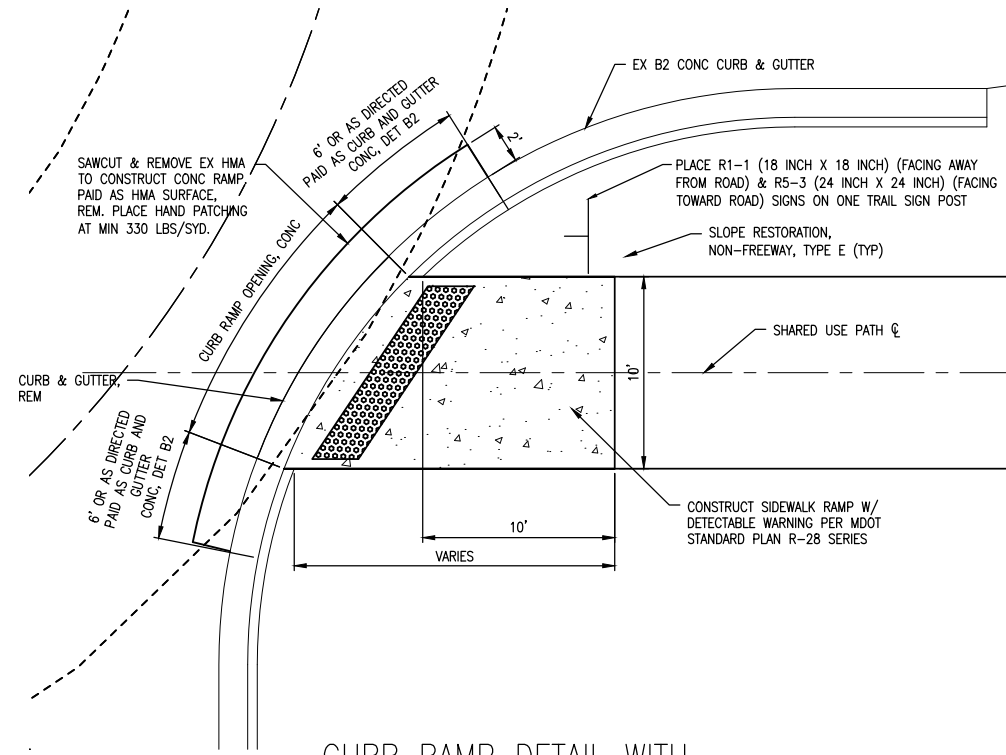 EX B2 CONC CURB & GUTTER
6' OR AS DIRECTED
PAID AS CURB AND GUTTER
CONC, DET B2
2'
SAWCUT & REMOVE EX HMA
TO CONSTRUCT CONC RAMP
PAID AS HMA SURFACE,
REM. PLACE HAND PATCHING
AT MIN 330 LBS/SYD.
PLACE R1-1 (18 INCH X 18 INCH) (FACING AWAY
FROM ROAD) & R5-3 (24 INCH X 24 INCH) (FACING
TOWARD ROAD) SIGNS ON ONE TRAIL SIGN POST
SLOPE RESTORATION,
NON-FREEWAY, TYPE E (TYP)
CURB RAMP OPENING, CONC
SHARED USE PATH ℄
10'
CURB & GUTTER,
REM
6' OR AS DIRECTED
PAID AS CURB AND
GUTTER
CONC, DET B2
CONSTRUCT SIDEWALK RAMP W/
DETECTABLE WARNING PER MDOT
STANDARD PLAN R-28 SERIES
10'
VARIES
CURB RAMP DETAIL WITH